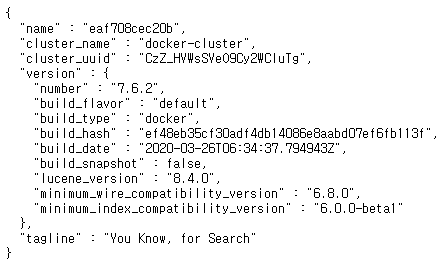 {
  "name" : "eaf708cec20b",
  "cluster_name" : "docker-cluster",
  "cluster_uuid" : "CzZ_HVWsSVe09Cy2WCluTg",
  "version" : {
    "number" : "7.6.2",
    "build_flavor" : "default",
    "build_type" : "docker",
    "build_hash" : "ef48eb35cf30adf4db14086e8aabd07ef6fb113f",
    "build_date" : "2020-03-26T06:34:37.794943Z",
    "build_snapshot" : false,
    "lucene_version" : "8.4.0",
    "minimum_wire_compatibility_version" : "6.8.0",
    "minimum_index_compatibility_version" : "6.0.0-beta1"
  },
  "tagline" : "You Know, for Search"
}